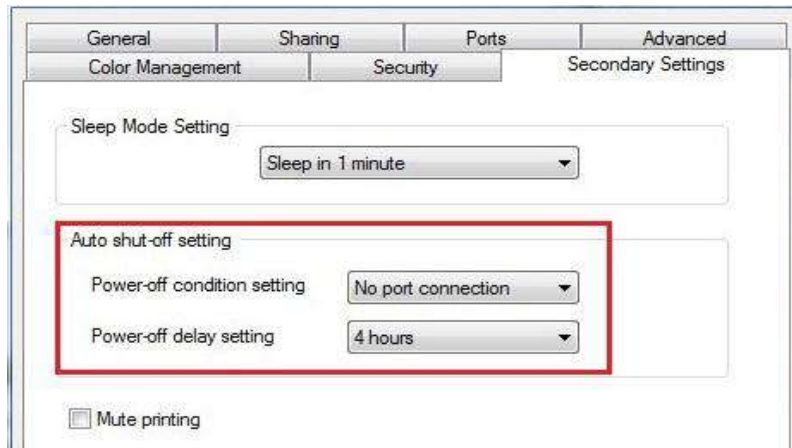 General Sharing Ports Advanced
Color Management Security Secondary Settings
Sleep Mode Setting
Sleep in 1 minute
Auto shut-off setting
Power-off condition setting No port connection
Power-off delay setting 4 hours
Mute printing